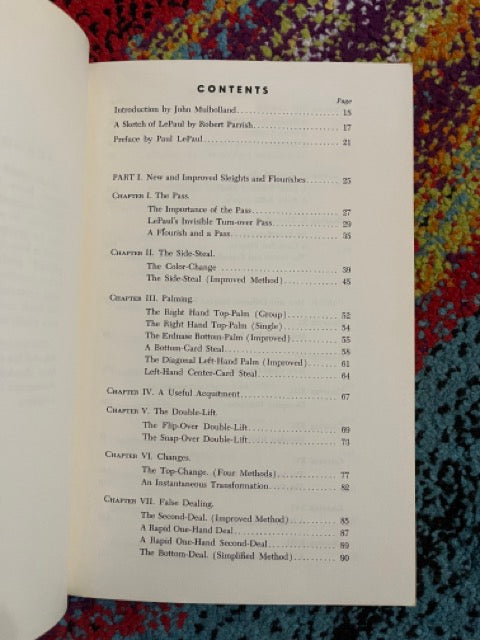 CONTENTS
Page
Introduction by John Mulholland 15
A Sketch of LePaul by Robert Parrish 17
Preface by Paul LePaul 21
PART I. New and Improved Sleights and Flourishes 25
CHAPTER I. The Pass.
The Importance of the Pass 27
LePaul's Invisible Turn-over Pass 29
A Flourish and a Pass 35
CHAPTER II. The Side-Steal.
The Color-Change 39
The Side-Steal (Improved Method) 45
CHAPTER III. Palming.
The Right Hand Top-Palm (Group) 52
The Right Hand Top-Palm (Single) 54
The Erdnase Bottom-Palm (Improved) 55
A Bottom-Card Steal 58
The Diagonal Left-Hand Palm (Improved) 61
Left-Hand Center-Card Steal 64
CHAPTER IV. A Useful Acquitment 67
CHAPTER V. The Double-Lift.
The Flip-Over Double-Lift 69
The Snap-Over Double-Lift 73
CHAPTER VI. Changes.
The Top-Change. (Four Methods) 77
An Instantaneous Transformation 82
CHAPTER VII. False Dealing.
The Second-Deal. (Improved Method) 85
A Rapid One-Hand Deal 87
A Rapid One-Hand Second-Deal 89
The Bottom-Deal. (Simplified Method) 90